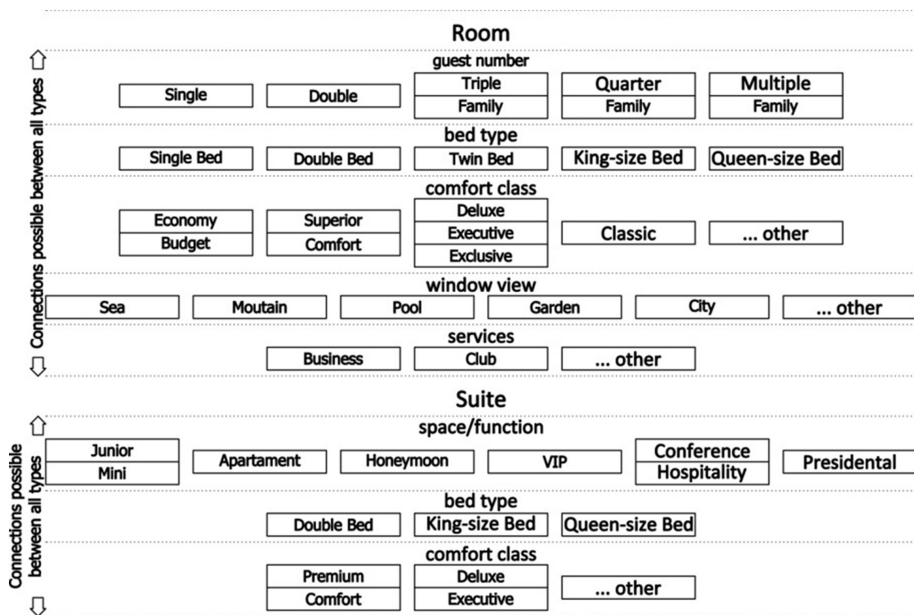 Room
Connections possible between all types
guest number
Single
Double
Triple
Family
Quarter
Family
Multiple
Family
bed type
Single Bed
Double Bed
Twin Bed
King-size Bed
Queen-size Bed
comfort class
Economy
Budget
Superior
Comfort
Deluxe
Executive
Exclusive
Classic
... other
window view
Sea
Moutain
Pool
Garden
City
... other
services
Business
Club
... other
Suite
Connections possible
between all types
space/function
Junior
Mini
Apartament
Honeymoon
VIP
Conference
Hospitality
Presidental
bed type
Double Bed
King-size Bed
Queen-size Bed
comfort class
Premium
Comfort
Deluxe
Executive
... other